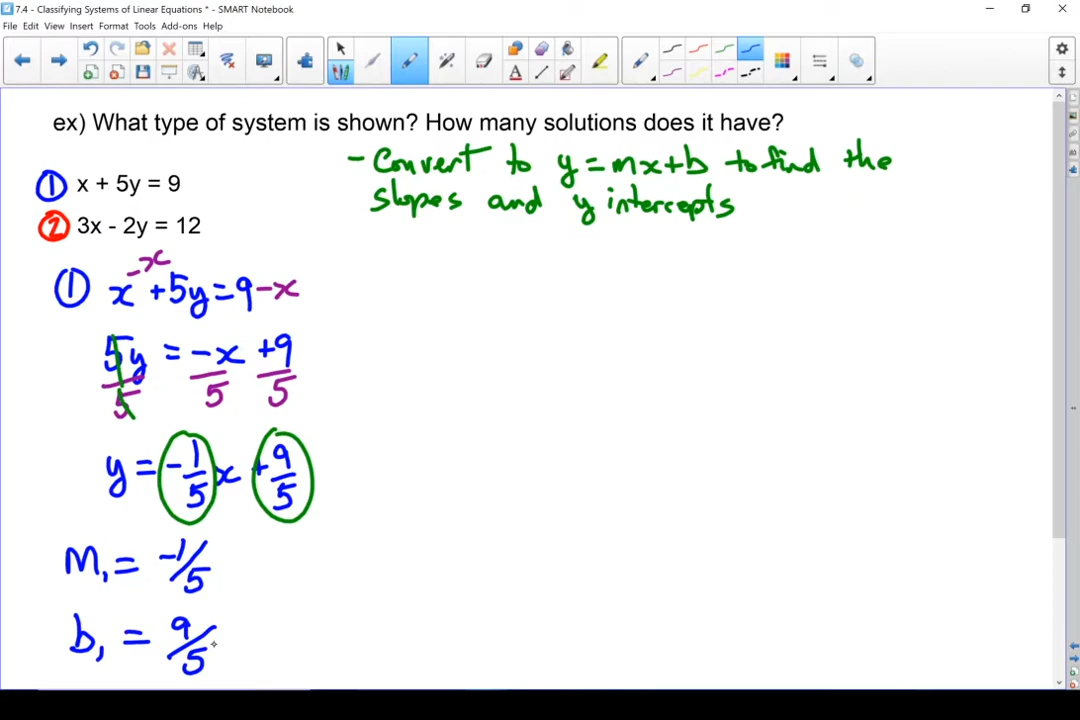 7.4 - Classifying Systems of Linear Equations * - SMART Notebook
File Edit View Insert Format Tools Add-ons Help
ex) What type of system is shown? How many solutions does it have?
- Convert to y = mx + b to find the
slopes and y intercepts
① x + 5y = 9
② 3x - 2y = 12
① x -x + 5y = 9 - x
5y/5 = -x/5 + 9/5
y = -1/5 x + 9/5
m₁ = -1/5
b₁ = 9/5